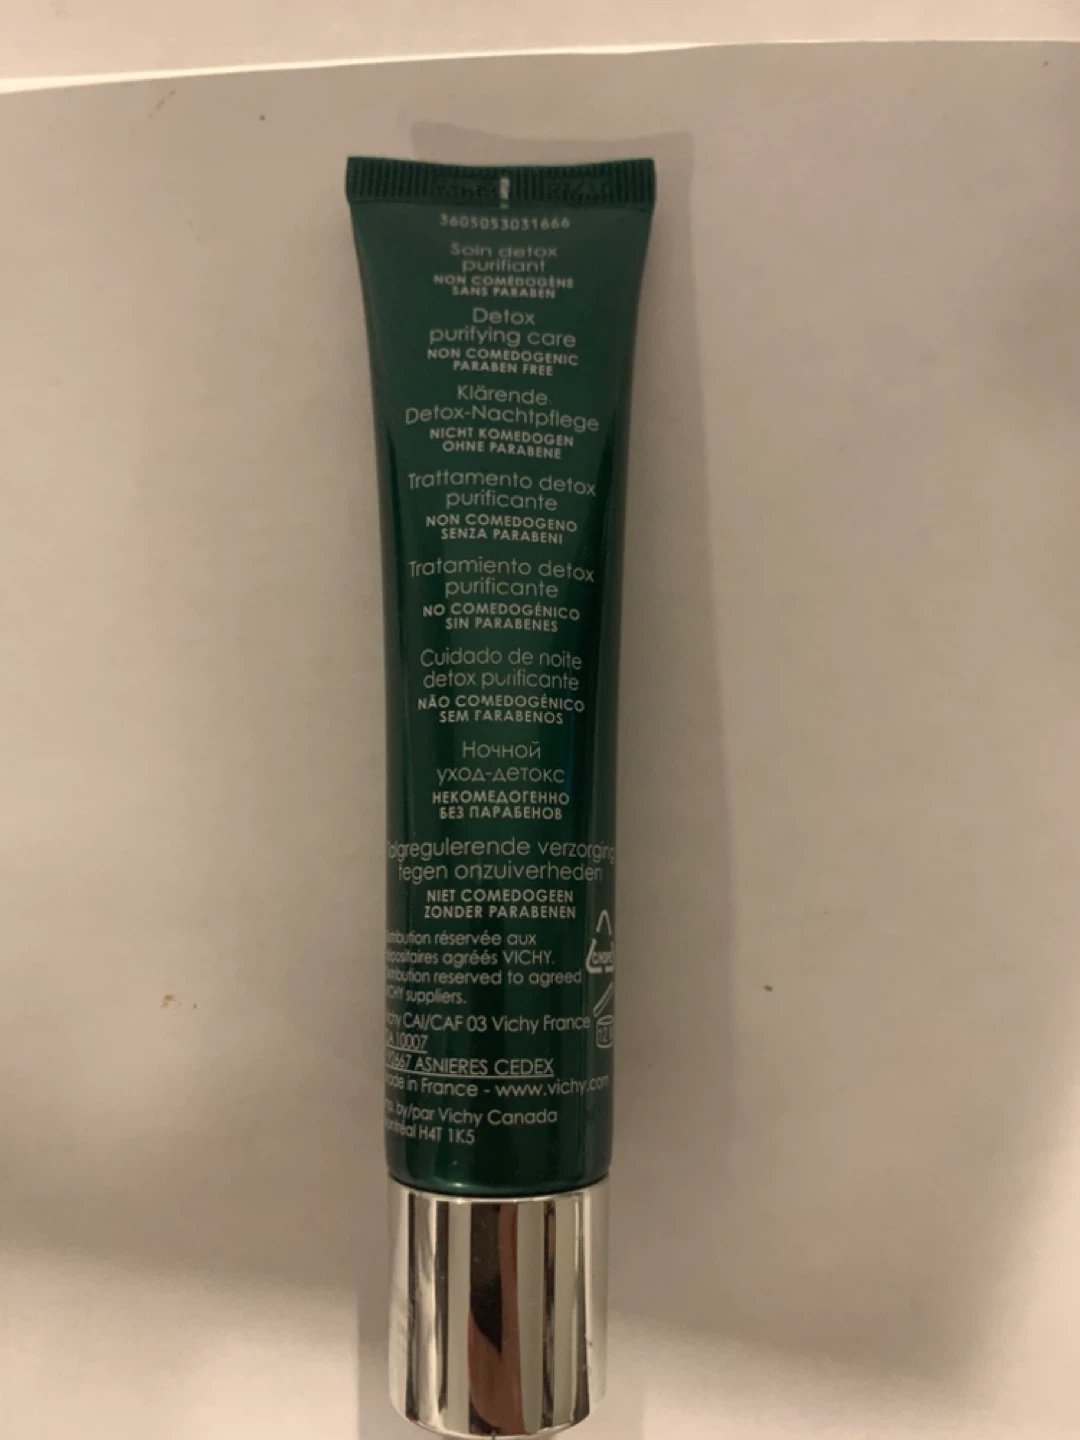 3605053031666
Soin detox
purifiant
NON COMÉDOGÈNE
SANS PARABEN
Detox
purifying care
NON COMEDOGENIC
PARABEN FREE
Klärende
Detox-Nachtpflege
NICHT KOMEDOGEN
OHNE PARABENE
Trattamento detox
purificante
NON COMEDOGENO
SENZA PARABENI
Tratamiento detox
purificante
NO COMEDOGÉNICO
SIN PARABENES
Cuidado de noite
detox purificante
NÃO COMEDOGÉNICO
SEM PARABENOS
Ночной
уход-детокс
НЕКОМЕДОГЕННО
БЕЗ ПАРАБЕНОВ
verzorging
tegen onzuiverheden
NIET COMEDOGEEN
ZONDER PARABENEN
réservée aux
agréés VICHY.
reserved to agreed
suppliers.
CAI/CAF 03 Vichy France
10007
ASNIERES CEDEX
in France - www.vichy.com
by/par Vichy Canada
H4T 1K5